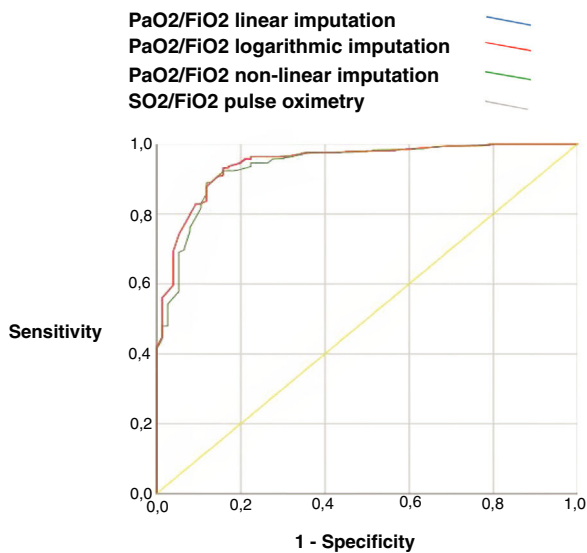 PaO2/FiO2 linear imputation
PaO2/FiO2 logarithmic imputation
PaO2/FiO2 non-linear imputation
SO2/FiO2 pulse oximetry
1,0
0,8
0,6
Sensitivity
0,4
0,2
0,0
0,0 0,2 0,4 0,6 0,8 1,0
1 - Specificity